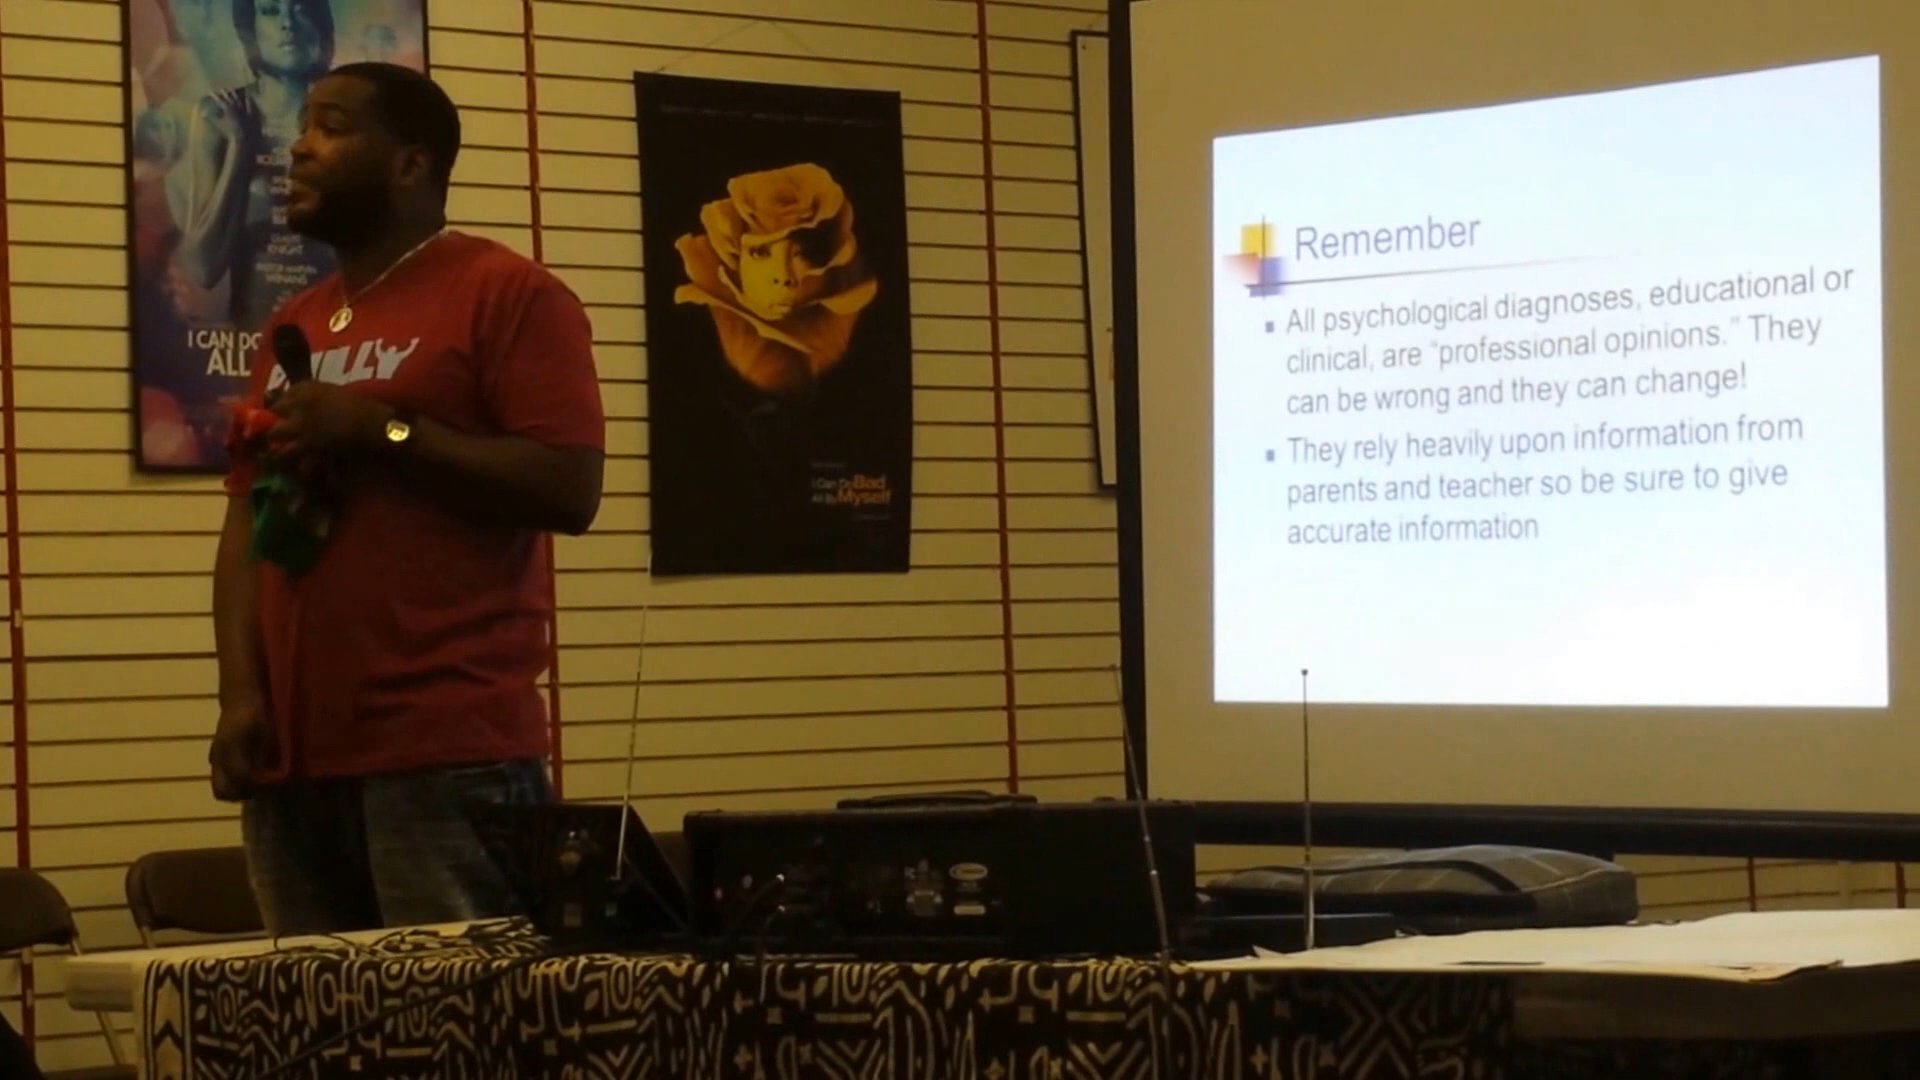 I CAN DO
ALL
KNIGHT
I Can Do Bad
All By Myself
Remember
All psychological diagnoses, educational or
clinical, are “professional opinions.” They
can be wrong and they can change!
They rely heavily upon information from
parents and teacher so be sure to give
accurate information